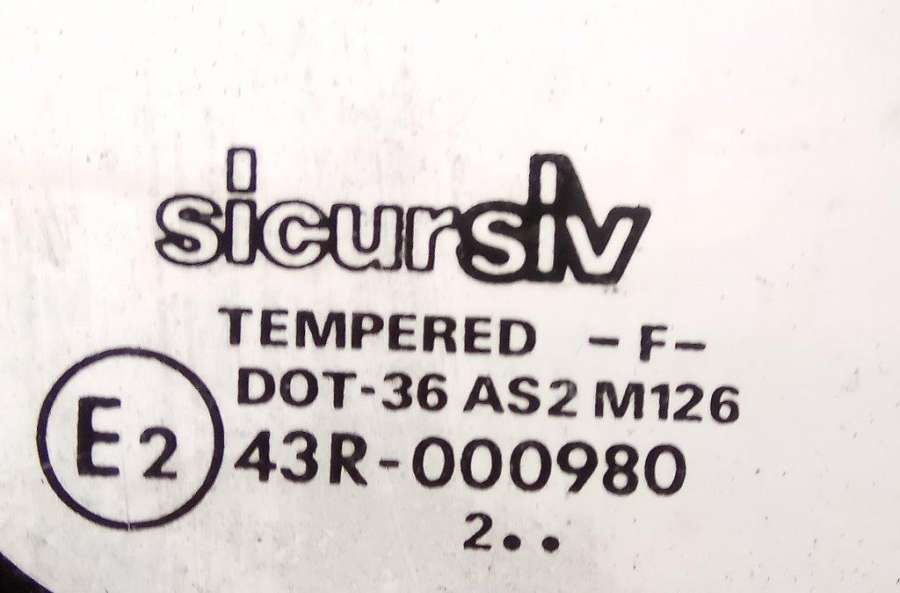 sicursiv
TEMPERED -F-
DOT-36 AS2 M126
E2 43R-000980
2..